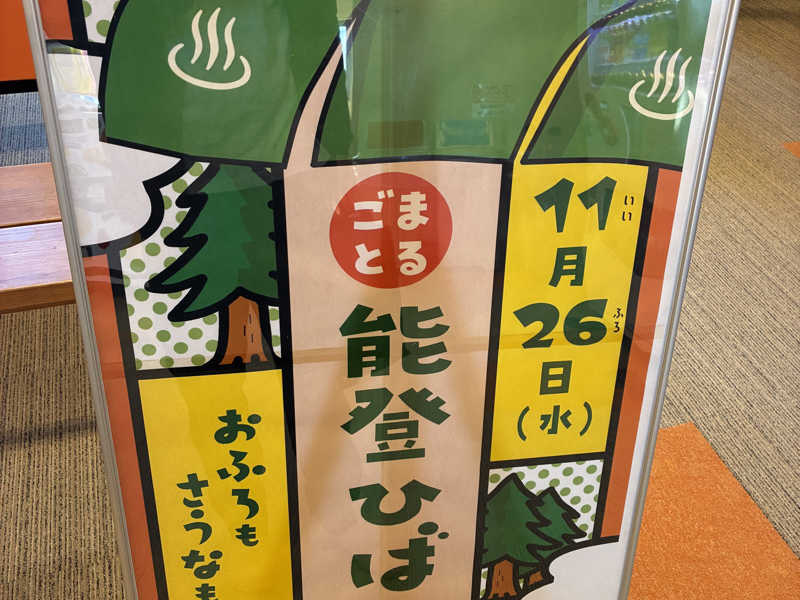 11月26日(水)
いい
ふろ
まるごと
能登ひば
おふろも
さうなも